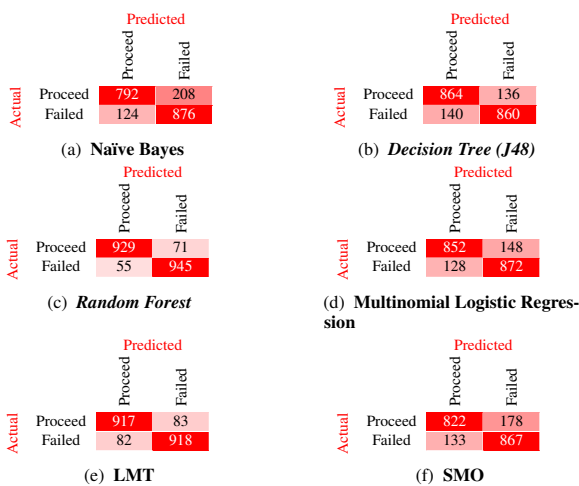 Predicted
Proceed
Failed
Actual
Proceed 792 208
Failed 124 876
(a) Naïve Bayes
Predicted
Proceed
Failed
Actual
Proceed 864 136
Failed 140 860
(b) Decision Tree (J48)
Predicted
Proceed
Failed
Actual
Proceed 929 71
Failed 55 945
(c) Random Forest
Predicted
Proceed
Failed
Actual
Proceed 852 148
Failed 128 872
(d) Multinomial Logistic Regres-
sion
Predicted
Proceed
Failed
Actual
Proceed 917 83
Failed 82 918
(e) LMT
Predicted
Proceed
Failed
Actual
Proceed 822 178
Failed 133 867
(f) SMO